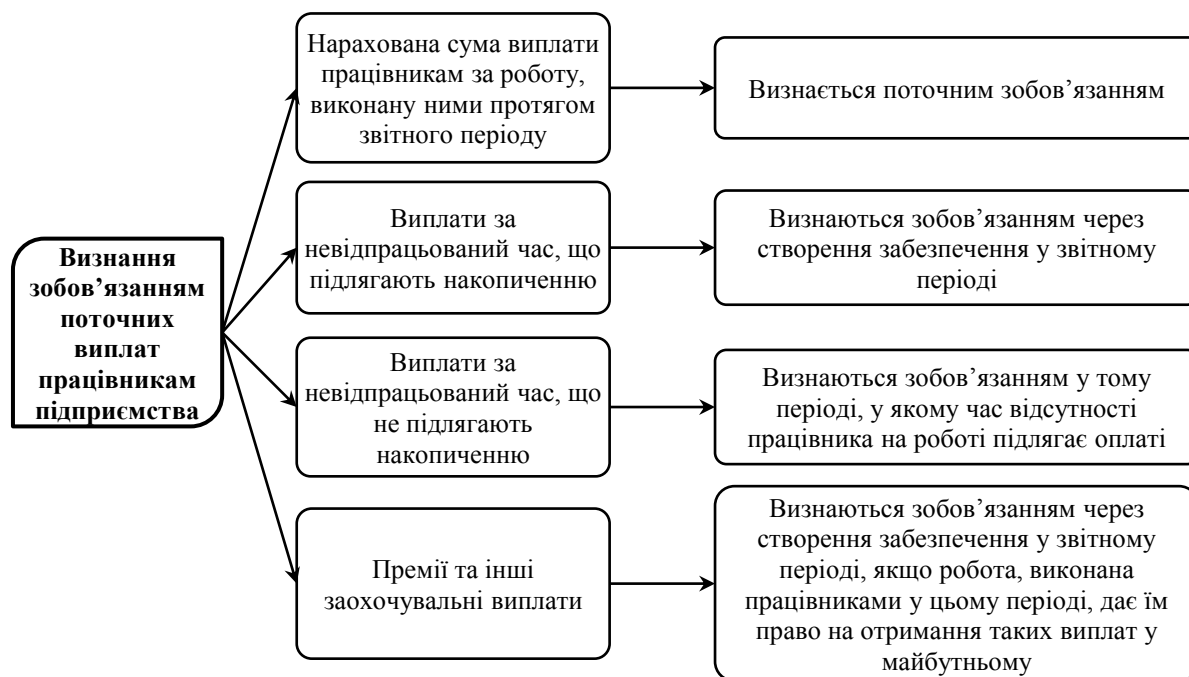 Визнання
зобов’язанням
поточних
виплат
працівникам
підприємства
Нарахована сума виплати
працівникам за роботу,
виконану ними протягом
звітного періоду
Визнається поточним зобов’язанням
Виплати за
невідпрацьований час, що
підлягають накопиченню
Визнаються зобов’язанням через
створення забезпечення у звітному
періоді
Виплати за
невідпрацьований час, що
не підлягають
накопиченню
Визнаються зобов’язанням у тому
періоді, у якому час відсутності
працівника на роботі підлягає оплаті
Премії та інші
заохочувальні виплати
Визнаються зобов’язанням через
створення забезпечення у звітному
періоді, якщо робота, виконана
працівниками у цьому періоді, дає їм
право на отримання таких виплат у
майбутньому